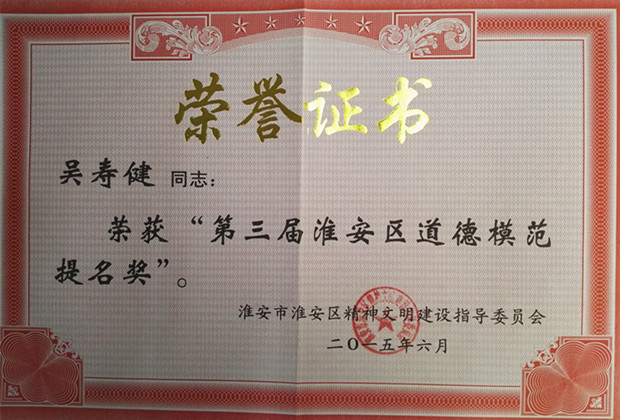 荣誉证书
吴寿健 同志：
荣获“第三届淮安区道德模范
提名奖”。
淮安市淮安区精神文明建设指导委员会
二〇一五年六月